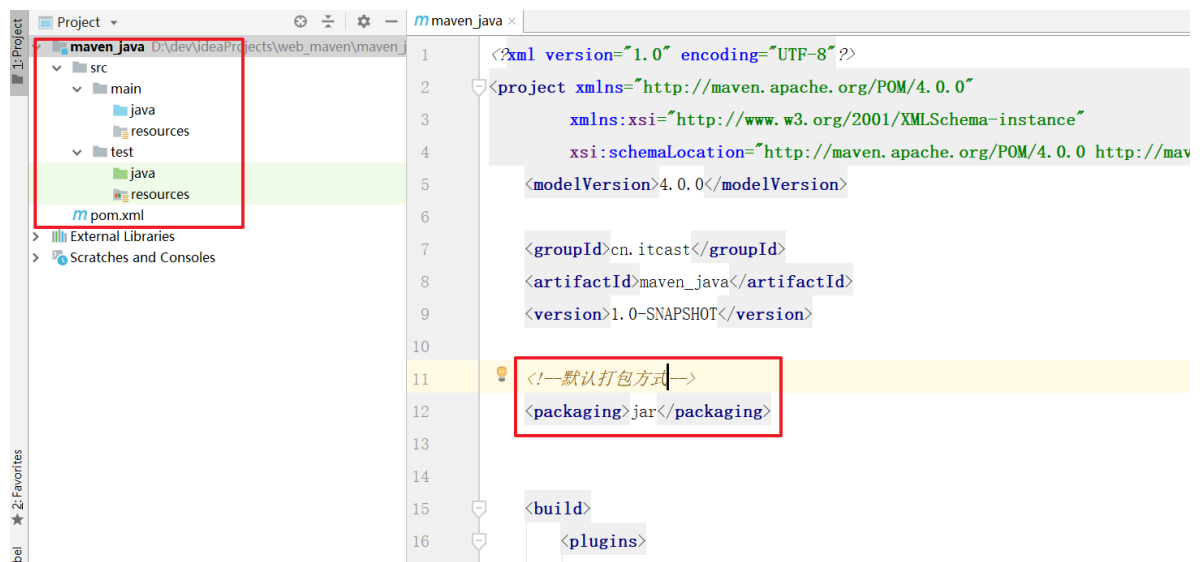 1: Project
Project
maven_java D:\dev\ideaProjects\web_maven\maven_j
src
main
java
resources
test
java
resources
pom.xml
External Libraries
Scratches and Consoles
2: Favorites
maven_java
1 <?xml version="1.0" encoding="UTF-8"?>
2 <project xmlns="http://maven.apache.org/POM/4.0.0"
3 xmlns:xsi="http://www.w3.org/2001/XMLSchema-instance"
4 xsi:schemaLocation="http://maven.apache.org/POM/4.0.0 http://mav
5 <modelVersion>4.0.0</modelVersion>
6
7 <groupId>cn.itcast</groupId>
8 <artifactId>maven_java</artifactId>
9 <version>1.0-SNAPSHOT</version>
10
11 <!--默认打包方式-->
12 <packaging>jar</packaging>
13
14
15 <build>
16 <plugins>